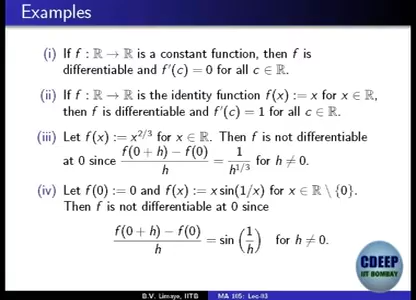 Examples
(i) If f : ℝ → ℝ is a constant function, then f is
differentiable and f′(c) = 0 for all c ∈ ℝ.
(ii) If f : ℝ → ℝ is the identity function f(x) := x for x ∈ ℝ,
then f is differentiable and f′(c) = 1 for all c ∈ ℝ.
(iii) Let f(x) := x^{2/3} for x ∈ ℝ. Then f is not differentiable
at 0 since (f(0 + h) − f(0))/h = 1/h^{1/3} for h ≠ 0.
(iv) Let f(0) := 0 and f(x) := x sin(1/x) for x ∈ ℝ \ {0}.
Then f is not differentiable at 0 since
(f(0 + h) − f(0))/h = sin(1/h) for h ≠ 0.
CDEEP
IIT BOMBAY
B.V. Limaye, IITB MA 105: Lec-03